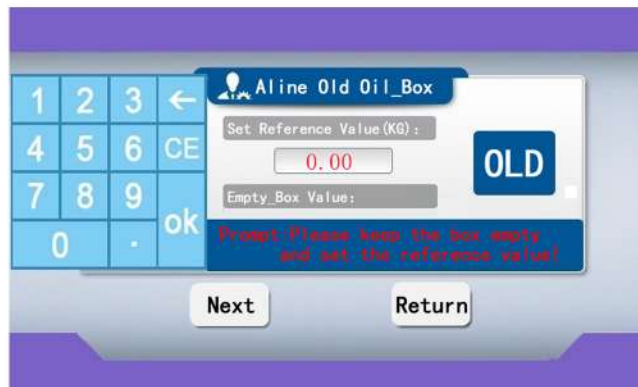 Aline Old Oil_Box
1 2 3 ←
Set Reference Value(KG):
4 5 6 CE
0.00
OLD
7 8 9 ok
Empty_Box Value:
0 .
Prompt:Please keep the box empty
and set the reference value!
Next Return